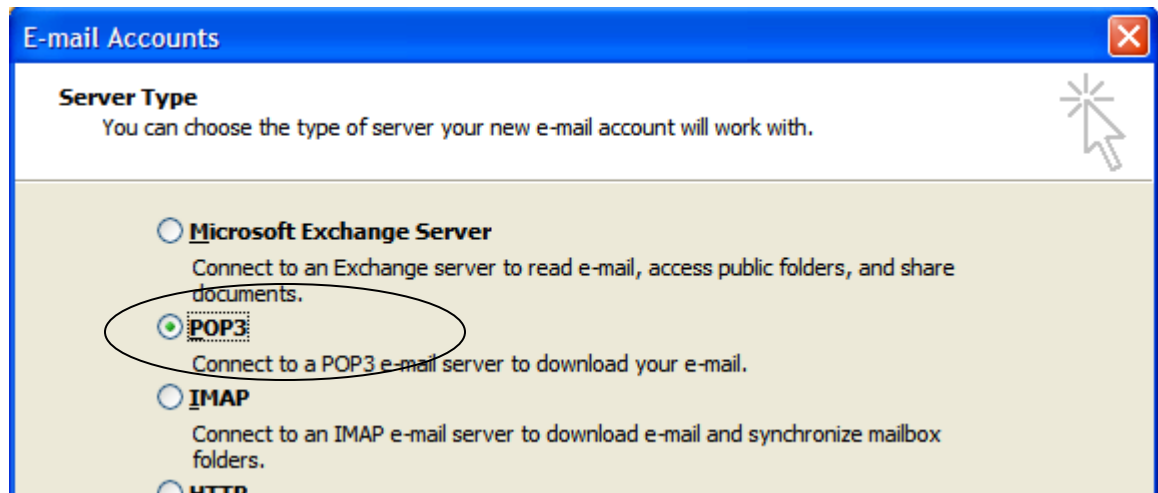 E-mail Accounts
Server Type
You can choose the type of server your new e-mail account will work with.
Microsoft Exchange Server
Connect to an Exchange server to read e-mail, access public folders, and share
documents.
POP3
Connect to a POP3 e-mail server to download your e-mail.
IMAP
Connect to an IMAP e-mail server to download e-mail and synchronize mailbox
folders.
HTTP